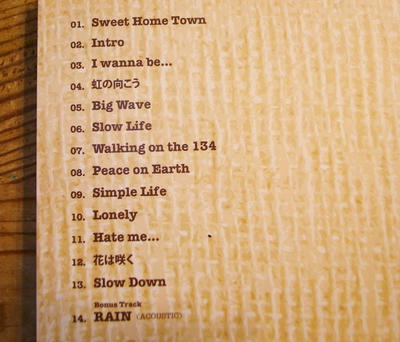 01. Sweet Home Town
02. Intro
03. I wanna be...
04. 虹の向こう
05. Big Wave
06. Slow Life
07. Walking on the 134
08. Peace on Earth
09. Simple Life
10. Lonely
11. Hate me...
12. 花は咲く
13. Slow Down
Bonus Track
14. RAIN (ACOUSTIC)